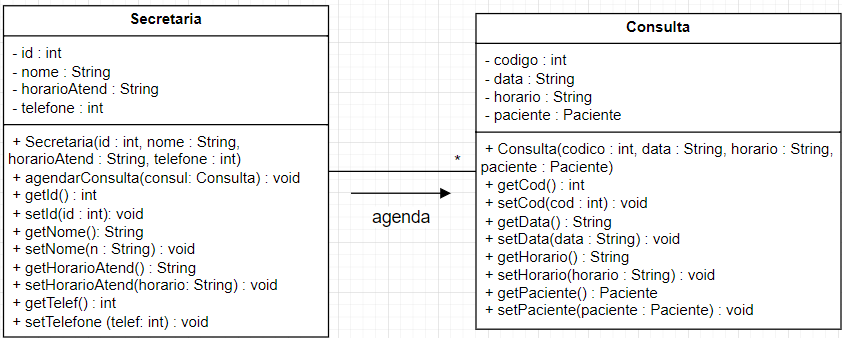 Secretaria
- id : int
- nome : String
- horarioAtend : String
- telefone : int
+ Secretaria(id : int, nome : String,
horarioAtend : String, telefone : int)
+ agendarConsulta(consul: Consulta) : void
+ getId() : int
+ setId(id : int): void
+ getNome(): String
+ setNome(n : String) : void
+ getHorarioAtend() : String
+ setHorarioAtend(horario: String) : void
+ getTelef() : int
+ setTelefone (telef: int) : void
*
agenda
Consulta
- codigo : int
- data : String
- horario : String
- paciente : Paciente
+ Consulta(codico : int, data : String, horario : String,
paciente : Paciente)
+ getCod() : int
+ setCod(cod : int) : void
+ getData() : String
+ setData(data : String) : void
+ getHorario() : String
+ setHorario(horario : String) : void
+ getPaciente() : Paciente
+ setPaciente(paciente : Paciente) : void